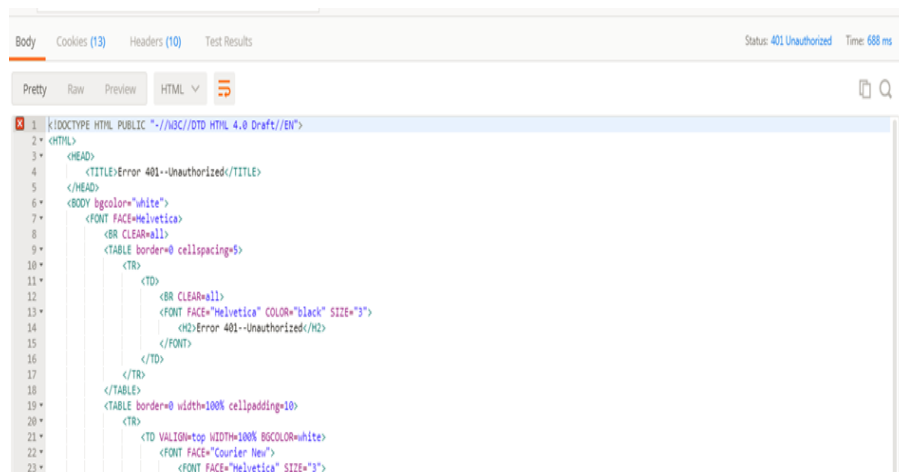 Body Cookies (13) Headers (10) Test Results Status: 401 Unauthorized Time: 688 ms
Pretty Raw Preview HTML
1 <!DOCTYPE HTML PUBLIC "-//W3C//DTD HTML 4.0 Draft//EN">
2 <HTML>
3 <HEAD>
4 <TITLE>Error 401--Unauthorized</TITLE>
5 </HEAD>
6 <BODY bgcolor="white">
7 <FONT FACE=Helvetica>
8 <BR CLEAR=all>
9 <TABLE border=0 cellspacing=5>
10 <TR>
11 <TD>
12 <BR CLEAR=all>
13 <FONT FACE="Helvetica" COLOR="black" SIZE="3">
14 <H2>Error 401--Unauthorized</H2>
15 </FONT>
16 </TD>
17 </TR>
18 </TABLE>
19 <TABLE border=0 width=100% cellpadding=10>
20 <TR>
21 <TD VALIGN=top WIDTH=100% BGCOLOR=white>
22 <FONT FACE="Courier New">
23 <FONT FACE="Helvetica" SIZE="3">